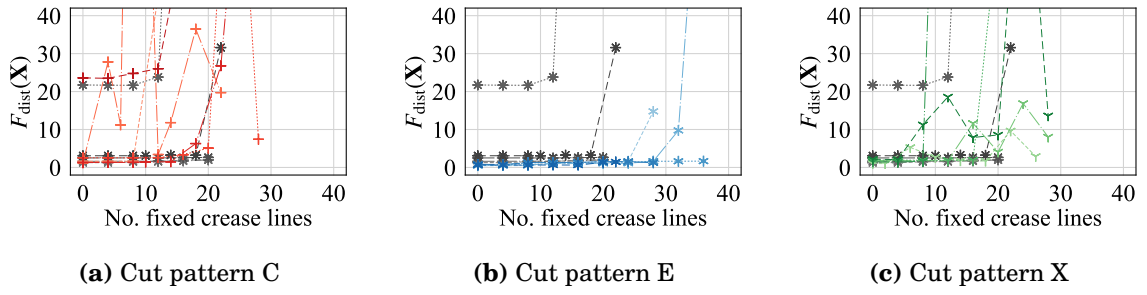 40
30
20
10
0
F_dist(X)
0 10 20 30 40
No. fixed crease lines
(a) Cut pattern C
40
30
20
10
0
F_dist(X)
0 10 20 30 40
No. fixed crease lines
(b) Cut pattern E
40
30
20
10
0
F_dist(X)
0 10 20 30 40
No. fixed crease lines
(c) Cut pattern X